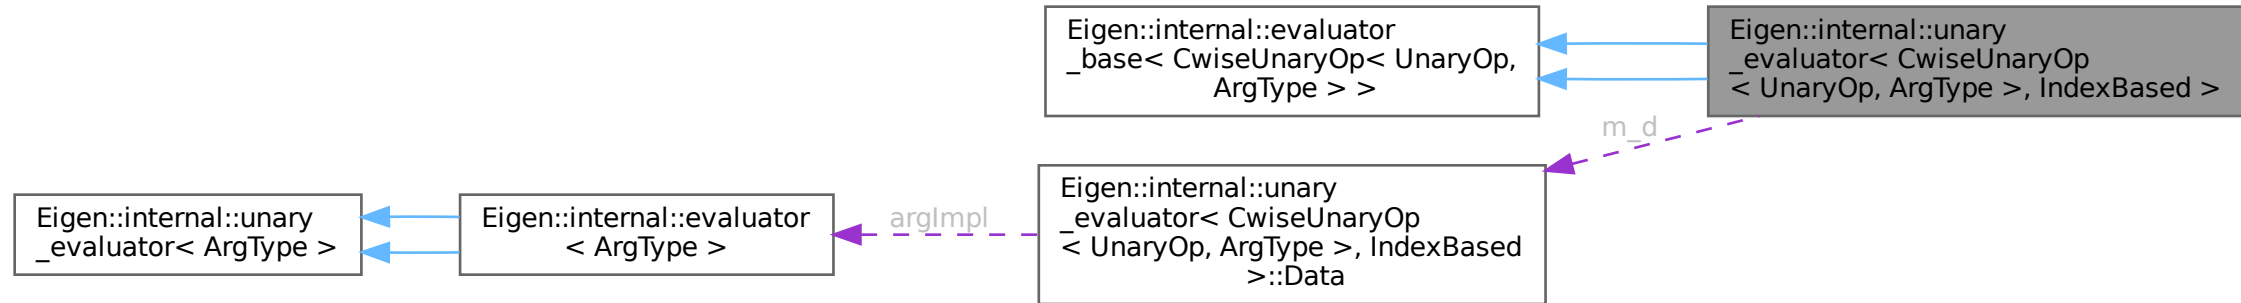 Eigen::internal::evaluator
_base< CwiseUnaryOp< UnaryOp,
ArgType > >
Eigen::internal::unary
_evaluator< CwiseUnaryOp
< UnaryOp, ArgType >, IndexBased >
m_d
Eigen::internal::unary
_evaluator< ArgType >
Eigen::internal::evaluator
< ArgType >
argImpl
Eigen::internal::unary
_evaluator< CwiseUnaryOp
< UnaryOp, ArgType >, IndexBased
>::Data